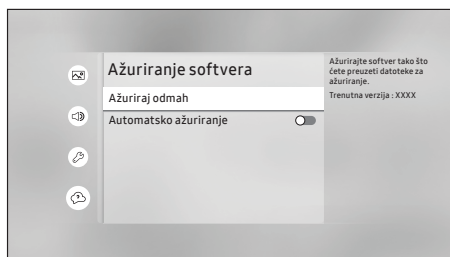 Ažuriranje softvera
Ažuriraj odmah
Automatsko ažuriranje
Ažurirajte softver tako što
ćete preuzeti datoteke za
ažuriranje.
Trenutna verzija : XXXX